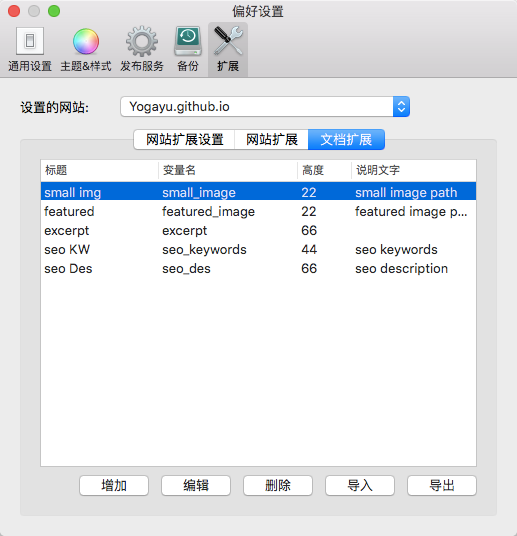 偏好设置
通用设置 主题&样式 发布服务 备份 扩展
设置的网站: Yogayu.github.io
网站扩展设置 网站扩展 文档扩展
标题 变量名 高度 说明文字
small img small_image 22 small image path
featured featured_image 22 featured image p...
excerpt excerpt 66
seo KW seo_keywords 44 seo keywords
seo Des seo_des 66 seo description
增加 编辑 删除 导入 导出